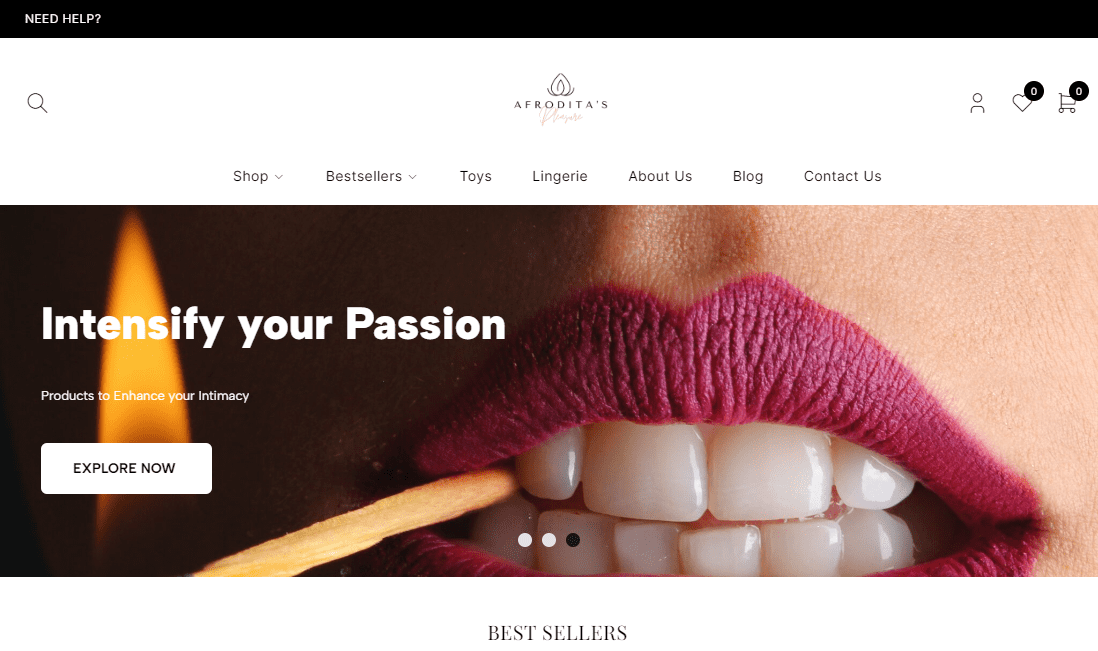 NEED HELP?
AFRODITA'S
Pleasure
0
0
Shop
Bestsellers
Toys
Lingerie
About Us
Blog
Contact Us
Intensify your Passion
Products to Enhance your Intimacy
EXPLORE NOW
BEST SELLERS